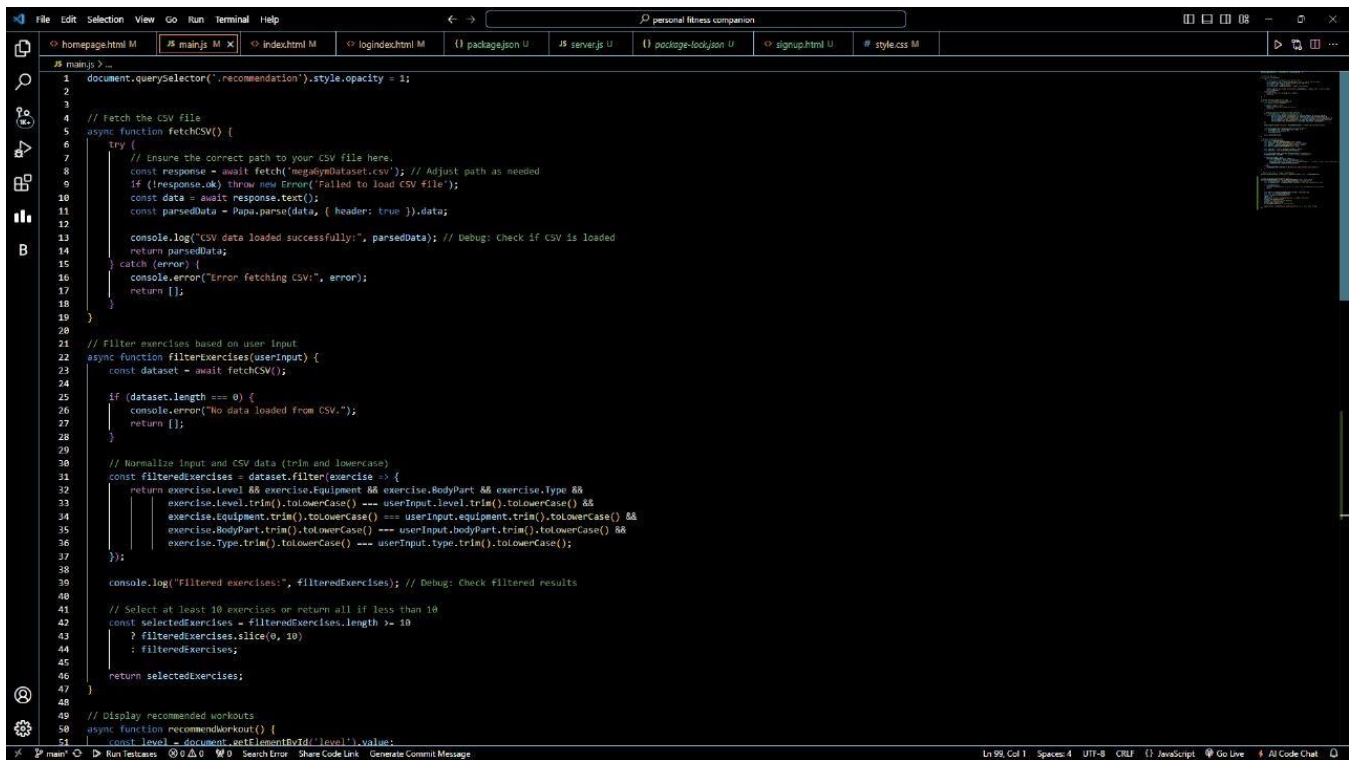 File Edit Selection View Go Run Terminal Help
personal fitness companion
homepage.html M
JS main.js M
index.html M
logindex.html M
{} package.json U
JS server.js U
{} package-lock.json U
signup.html U
# style.css M
JS main.js > ...
1 document.querySelector('.recommendation').style.opacity = 1;
2
3
4 // Fetch the CSV file
5 async function fetchCSV() {
6 try {
7 // Ensure the correct path to your CSV file here.
8 const response = await fetch('megaGymDataset.csv'); // Adjust path as needed
9 if (!response.ok) throw new Error('Failed to load CSV file');
10 const data = await response.text();
11 const parsedData = Papa.parse(data, { header: true }).data;
12
13 console.log("CSV data loaded successfully:", parsedData); // Debug: Check if CSV is loaded
14 return parsedData;
15 } catch (error) {
16 console.error("Error fetching CSV:", error);
17 return [];
18 }
19 }
20
21 // Filter exercises based on user input
22 async function filterExercises(userInput) {
23 const dataset = await fetchCSV();
24
25 if (dataset.length === 0) {
26 console.error("No data loaded from CSV.");
27 return [];
28 }
29
30 // Normalize input and CSV data (trim and lowercase)
31 const filteredExercises = dataset.filter(exercise => {
32 return exercise.Level && exercise.Equipment && exercise.BodyPart && exercise.Type &&
33 exercise.Level.trim().toLowerCase() === userInput.level.trim().toLowerCase() &&
34 exercise.Equipment.trim().toLowerCase() === userInput.equipment.trim().toLowerCase() &&
35 exercise.BodyPart.trim().toLowerCase() === userInput.bodyPart.trim().toLowerCase() &&
36 exercise.Type.trim().toLowerCase() === userInput.type.trim().toLowerCase();
37 });
38
39 console.log("Filtered exercises:", filteredExercises); // Debug: Check filtered results
40
41 // Select at least 10 exercises or return all if less than 10
42 const selectedExercises = filteredExercises.length >= 10
43 ? filteredExercises.slice(0, 10)
44 : filteredExercises;
45
46 return selectedExercises;
47 }
48
49 // Display recommended workouts
50 async function recommendWorkout() {
51 const level = document.getElementById('level').value;
1K+
B
main* Run Testcases 0 0 0 Search Error Share Code Link Generate Commit Message
Ln 99, Col 1 Spaces: 4 UTF-8 CRLF {} JavaScript Go Live AI Code Chat